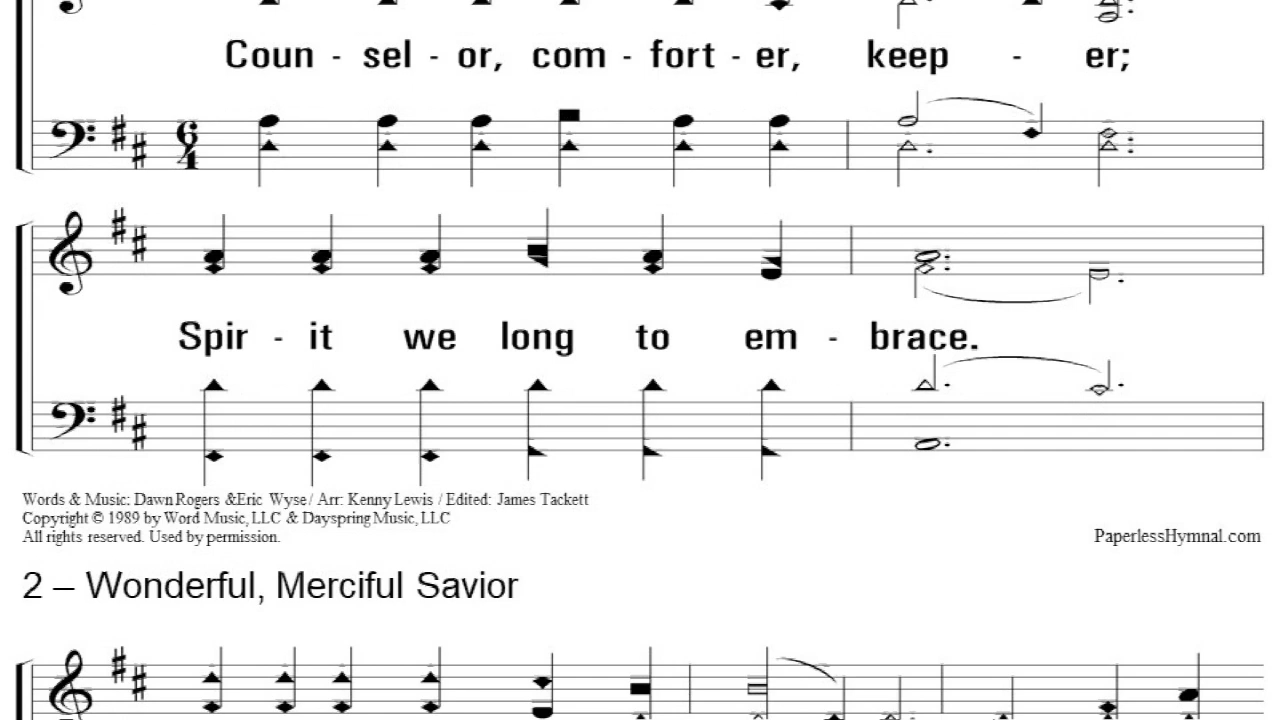 Coun - sel - or, com - fort - er, keep - er;
6
4
Spir - it we long to em - brace.
Words & Music: Dawn Rogers &Eric Wyse / Arr: Kenny Lewis / Edited: James Tackett
Copyright © 1989 by Word Music, LLC & Dayspring Music, LLC
All rights reserved. Used by permission.
PaperlessHymnal.com
2 – Wonderful, Merciful Savior